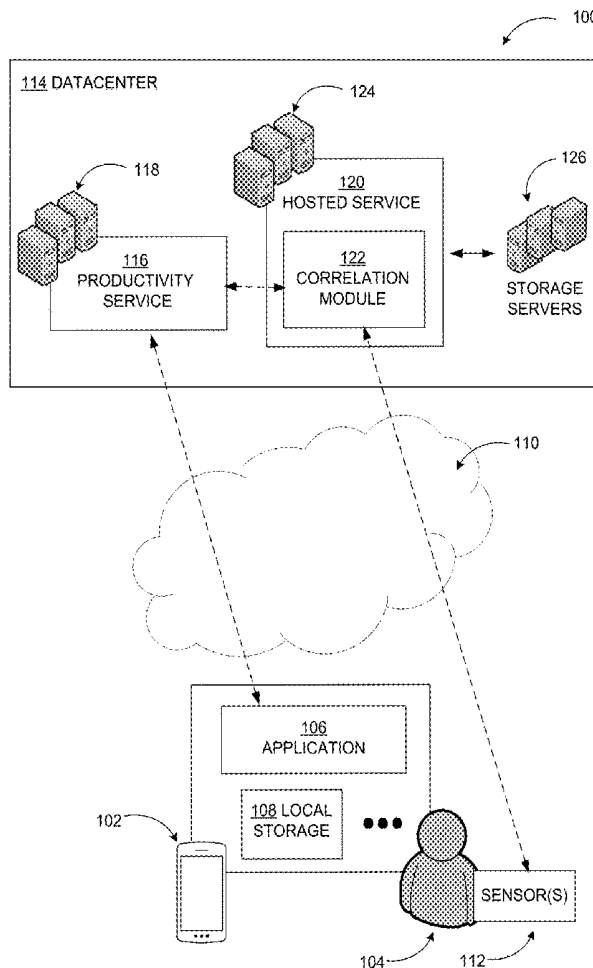 100
114 DATACENTER
124
118
126
120
HOSTED SERVICE
116
PRODUCTIVITY
SERVICE
122
CORRELATION
MODULE
STORAGE
SERVERS
110
106
APPLICATION
108 LOCAL
STORAGE
102
SENSOR(S)
104
112